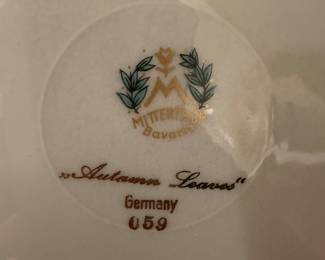 M
MITTERTEICH
Bavaria
„Autumn Leaves“
Germany
059